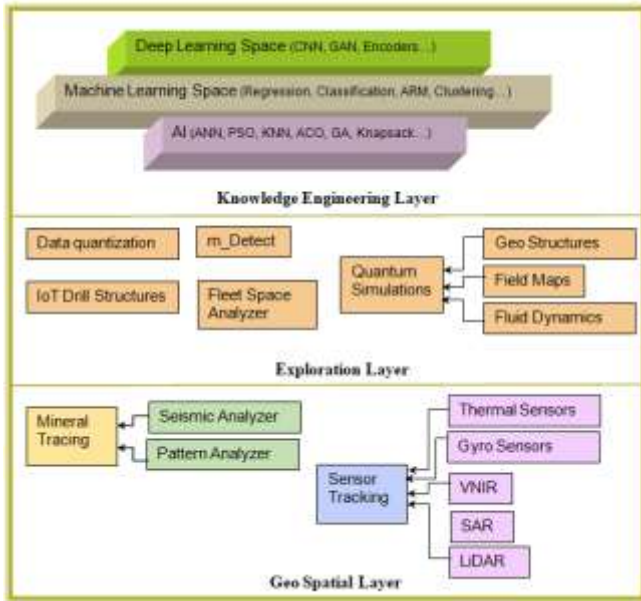 Deep Learning Space (CNN, GAN, Encoders…)
Machine Learning Space (Regression, Classification, ARM, Clustering…)
AI (ANN, PSO, KNN, ACO, GA, Knapsack…)
Knowledge Engineering Layer
Data quantization
m_Detect
IoT Drill Structures
Fleet Space
Analyzer
Quantum
Simulations
Geo Structures
Field Maps
Fluid Dynamics
Exploration Layer
Mineral
Tracing
Seismic Analyzer
Pattern Analyzer
Sensor
Tracking
Thermal Sensors
Gyro Sensors
VNIR
SAR
LiDAR
Geo Spatial Layer